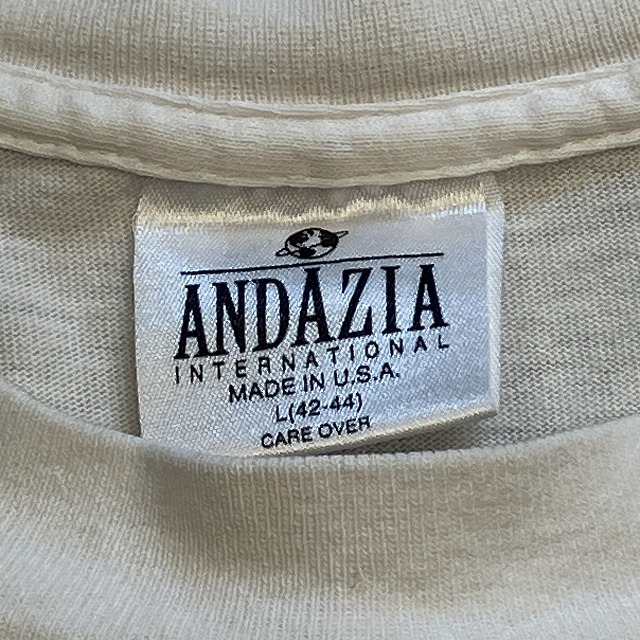 ANDAZIA
INTERNATIONAL
MADE IN U.S.A.
L(42-44)
CARE OVER